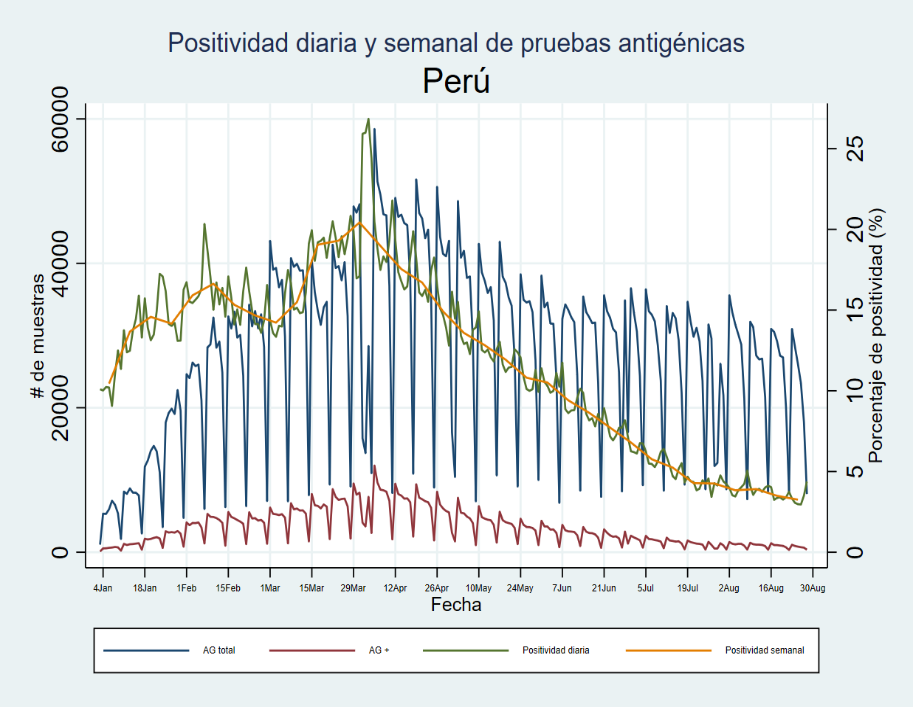 Positividad diaria y semanal de pruebas antigénicas
Perú
# de muestras
60000
40000
20000
0
25
20
15
10
5
0
Porcentaje de positividad (%)
4Jan 18Jan 1Feb 15Feb 1Mar 15Mar 29Mar 12Apr 26Apr 10May 24May 7Jun 21Jun 5Jul 19Jul 2Aug 16Aug 30Aug
Fecha
AG total AG + Positividad diaria Positividad semanal